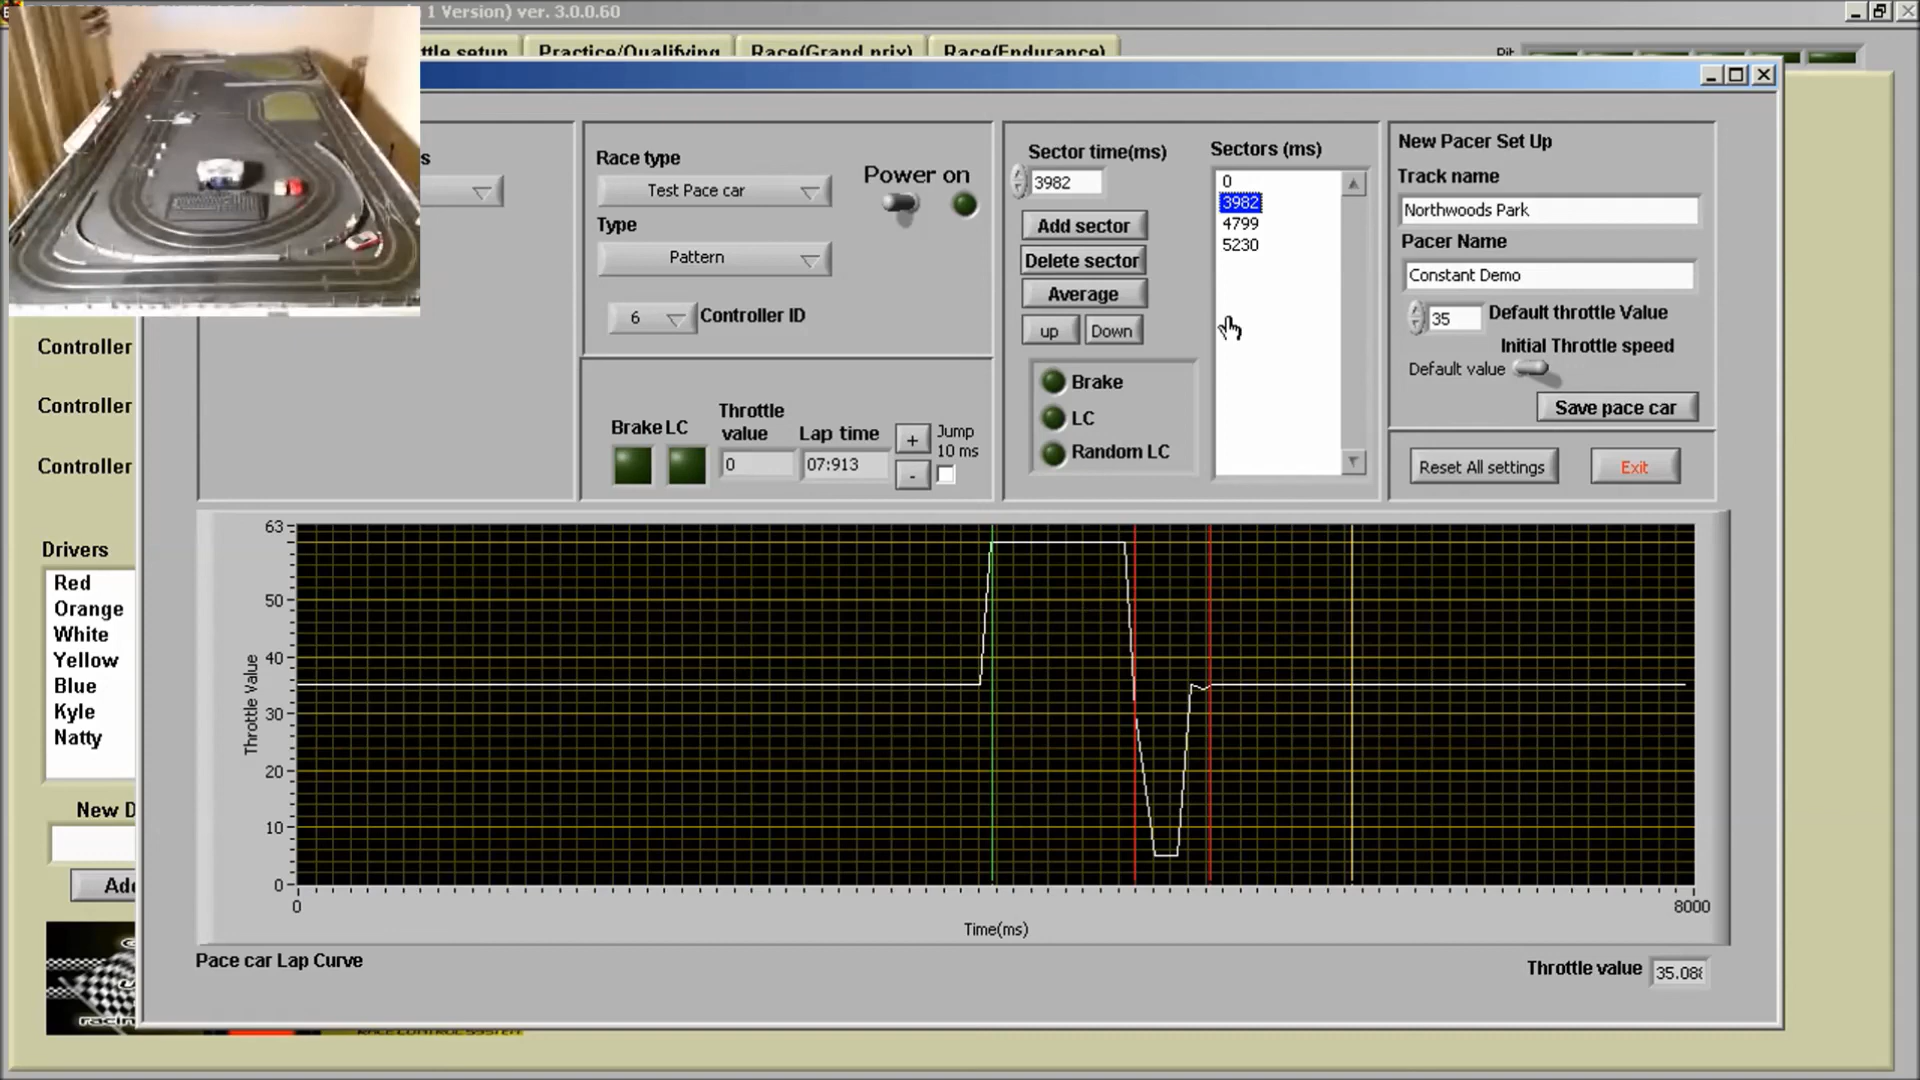 1 Version) ver. 3.0.0.60
ttle setup
Practice/Qualifying
Race(Grand prix)
Race(Endurance)
Pit
s
Race type
Test Pace car
Type
Pattern
6
Controller ID
Power on
Brake LC
Throttle value
0
Lap time
07:913
+
-
Jump
10 ms
Sector time(ms)
3982
Add sector
Delete sector
Average
up
Down
Brake
LC
Random LC
Sectors (ms)
0
3982
4799
5230
New Pacer Set Up
Track name
Northwoods Park
Pacer Name
Constant Demo
35
Default throttle Value
Initial Throttle speed
Default value
Save pace car
Reset All settings
Exit
Controller
Controller
Controller
Drivers
Red
Orange
White
Yellow
Blue
Kyle
Natty
New D
Add
racin
63
50
40
30
20
10
0
Throttle Value
0
8000
Time(ms)
Pace car Lap Curve
Throttle value
35.08